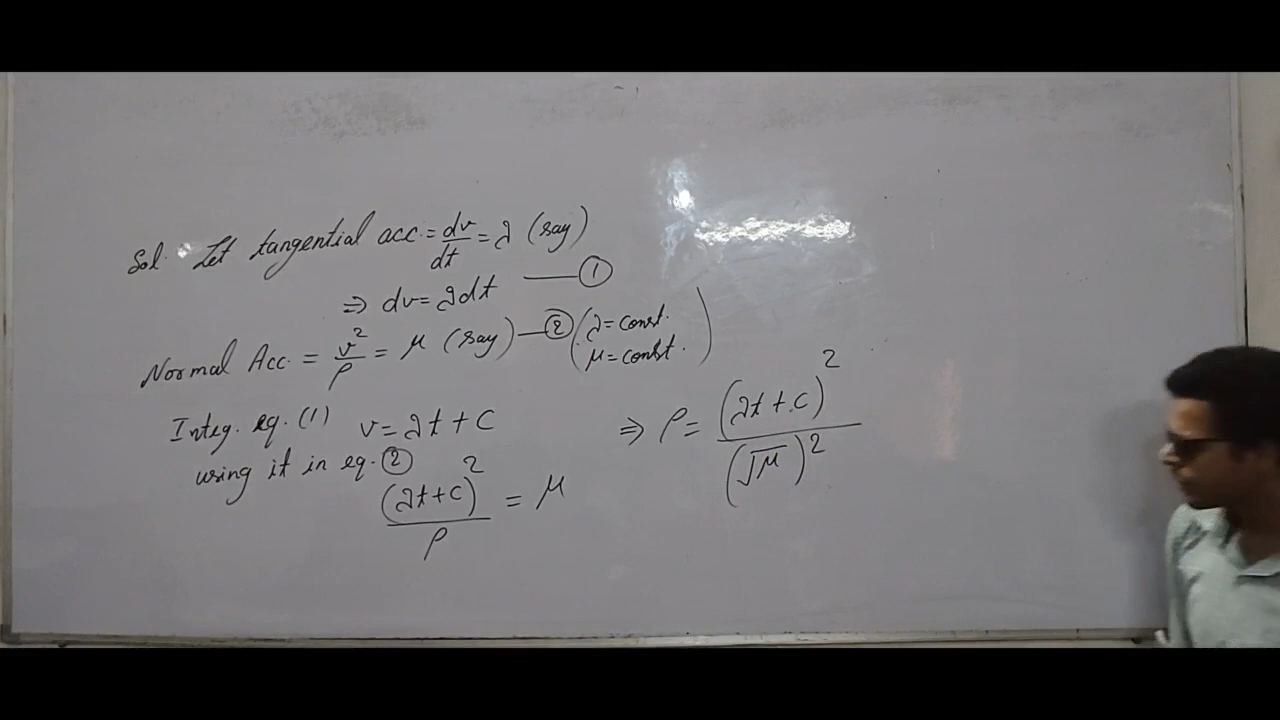 Sol. Let tangential acc. = dv/dt = λ (say)
⇒ dv = λdt —— ①
Normal Acc. = v²/ρ = μ (say) — ② (λ = const. μ = const.)
Integ. eq. (1) v = λt + C
using it in eq. ②
(λt + C)²/ρ = μ
⇒ ρ = (λt + C)²/(√μ)²